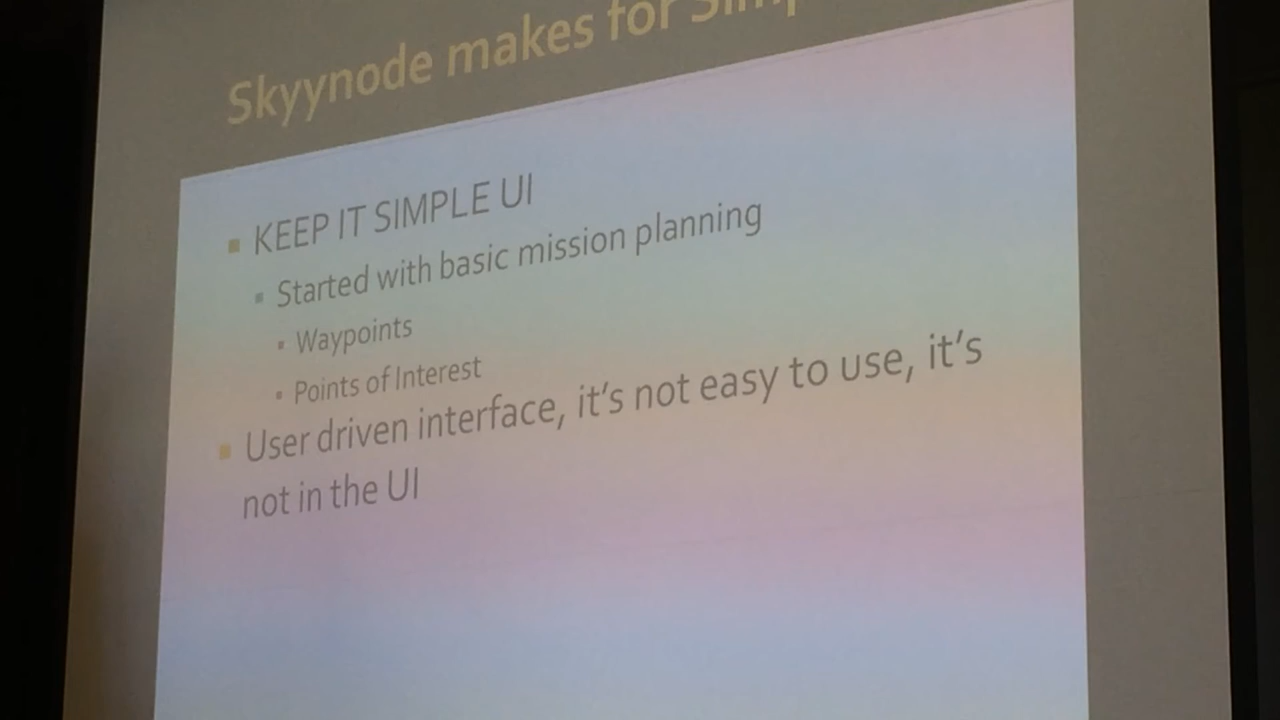 Skyynode makes for
KEEP IT SIMPLE UI
Started with basic mission planning
Waypoints
Points of Interest
User driven interface, it's not easy to use, it's
not in the UI